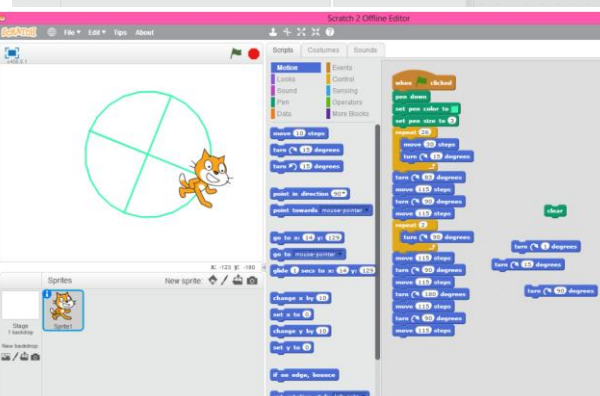 Scratch 2 Offline Editor
SCRATCH File Edit Tips About
Scripts Costumes Sounds
Motion Events
Looks Control
Sound Sensing
Pen Operators
Data More Blocks
move 10 steps
turn 15 degrees
turn 15 degrees
point in direction 90
point towards mouse-pointer
go to x: 14 y: 129
go to mouse-pointer
glide 1 secs to x: 14 y: 129
change x by 10
set x to 0
change y by 10
set y to 0
if on edge, bounce
when clicked
pen down
set pen color to
set pen size to 3
repeat 26
move 30 steps
turn 15 degrees
turn 95 degrees
move 115 steps
turn 90 degrees
move 115 steps
repeat 2
turn 90 degrees
move 115 steps
turn 90 degrees
move 115 steps
turn 180 degrees
move 115 steps
turn 90 degrees
move 115 steps
clear
turn 1 degrees
turn 15 degrees
turn 90 degrees
X: -123 Y: -180
Sprites New sprite:
Stage
1 backdrop
New backdrop:
Sprite1